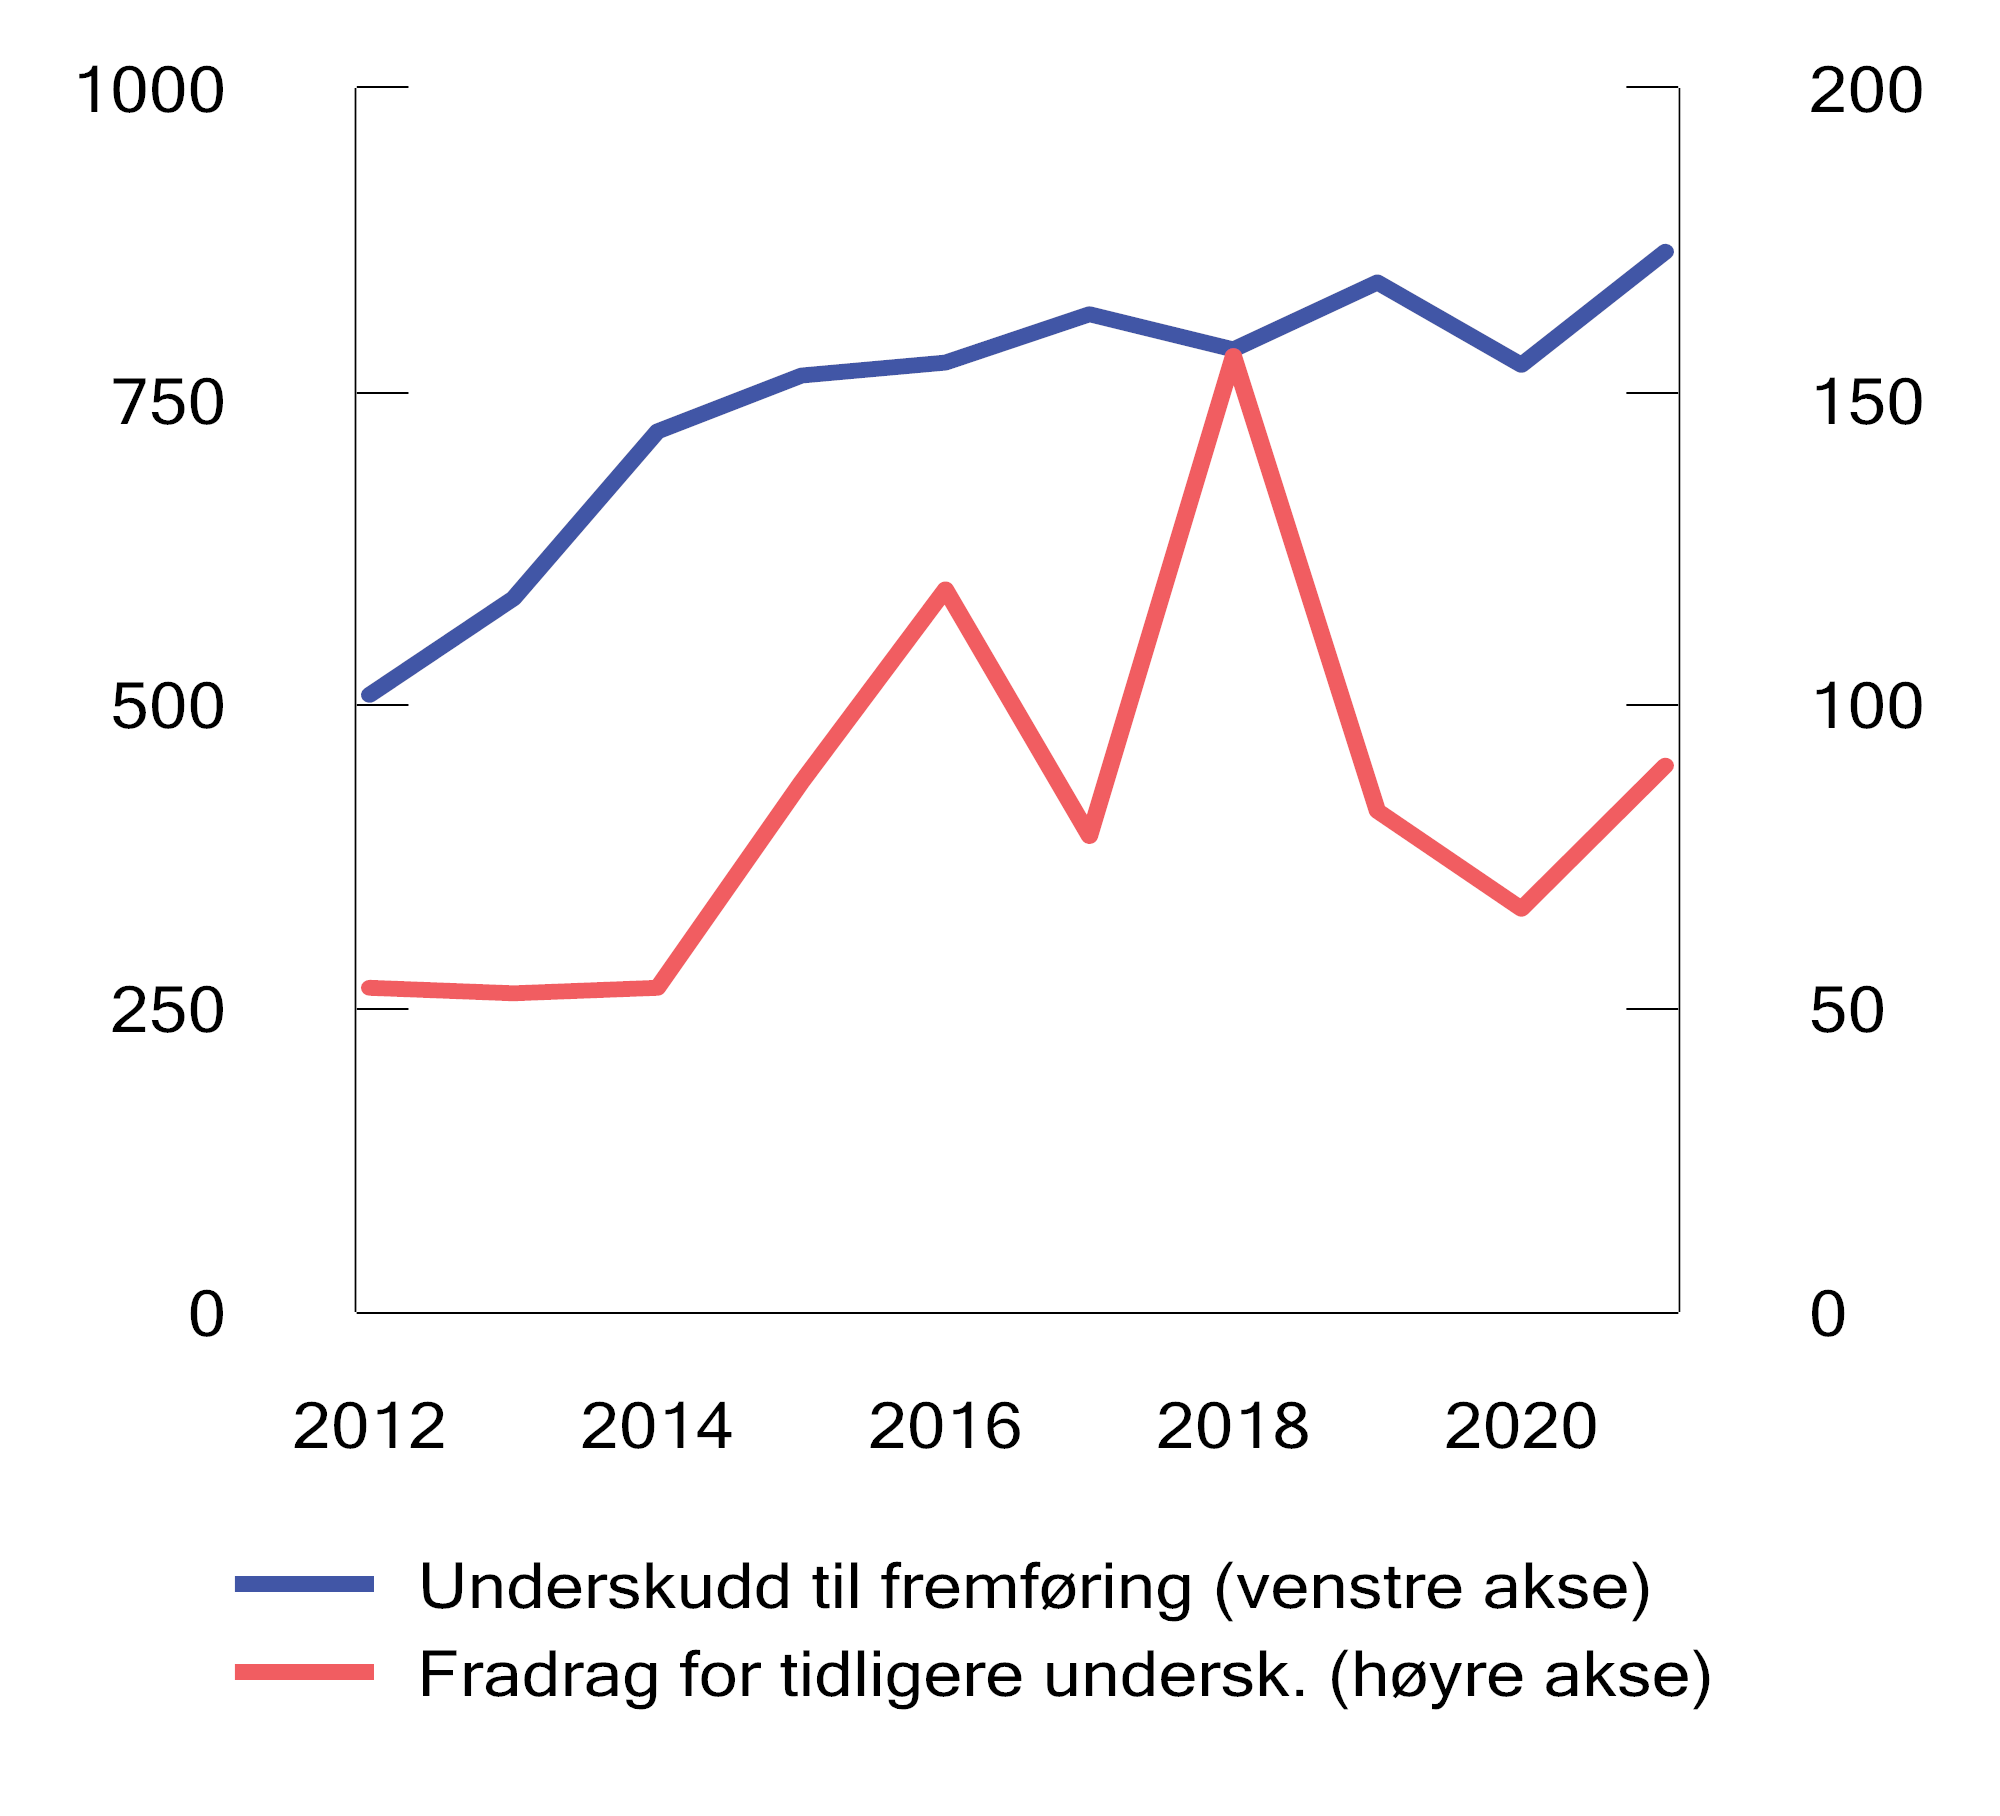 1000 200
750 150
500 100
250 50
0 0
2012 2014 2016 2018 2020
Underskudd til fremføring (venstre akse)
Fradrag for tidligere undersk. (høyre akse)